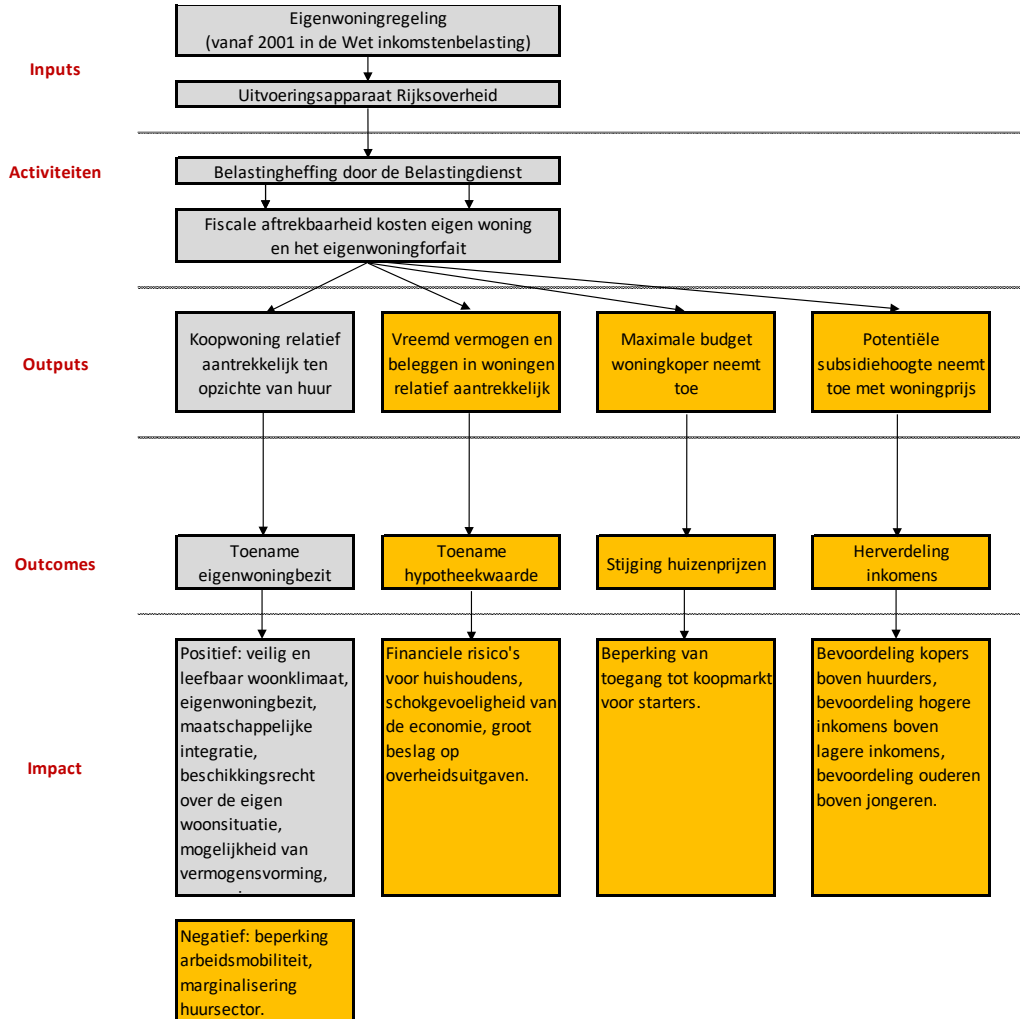 Eigenwoningregeling
(vanaf 2001 in de Wet inkomstenbelasting)
Inputs
Uitvoeringsapparaat Rijksoverheid
Activiteiten
Belastingheffing door de Belastingdienst
Fiscale aftrekbaarheid kosten eigen woning
en het eigenwoningforfait
Outputs
Koopwoning relatief
aantrekkelijk ten
opzichte van huur
Vreemd vermogen en
beleggen in woningen
relatief aantrekkelijk
Maximale budget
woningkoper neemt
toe
Potentiële
subsidiehoogte neemt
toe met woningprijs
Outcomes
Toename
eigenwoningbezit
Toename
hypotheekwaarde
Stijging huizenprijzen
Herverdeling
inkomens
Impact
Positief: veilig en
leefbaar woonklimaat,
eigenwoningbezit,
maatschappelijke
integratie,
beschikkingsrecht
over de eigen
woonsituatie,
mogelijkheid van
vermogensvorming,
Financiele risico's
voor huishoudens,
schokgevoeligheid van
de economie, groot
beslag op
overheidsuitgaven.
Beperking van
toegang tot koopmarkt
voor starters.
Bevoordeling kopers
boven huurders,
bevoordeling hogere
inkomens boven
lagere inkomens,
bevoordeling ouderen
boven jongeren.
Negatief: beperking
arbeidsmobiliteit,
marginalisering
huursector.